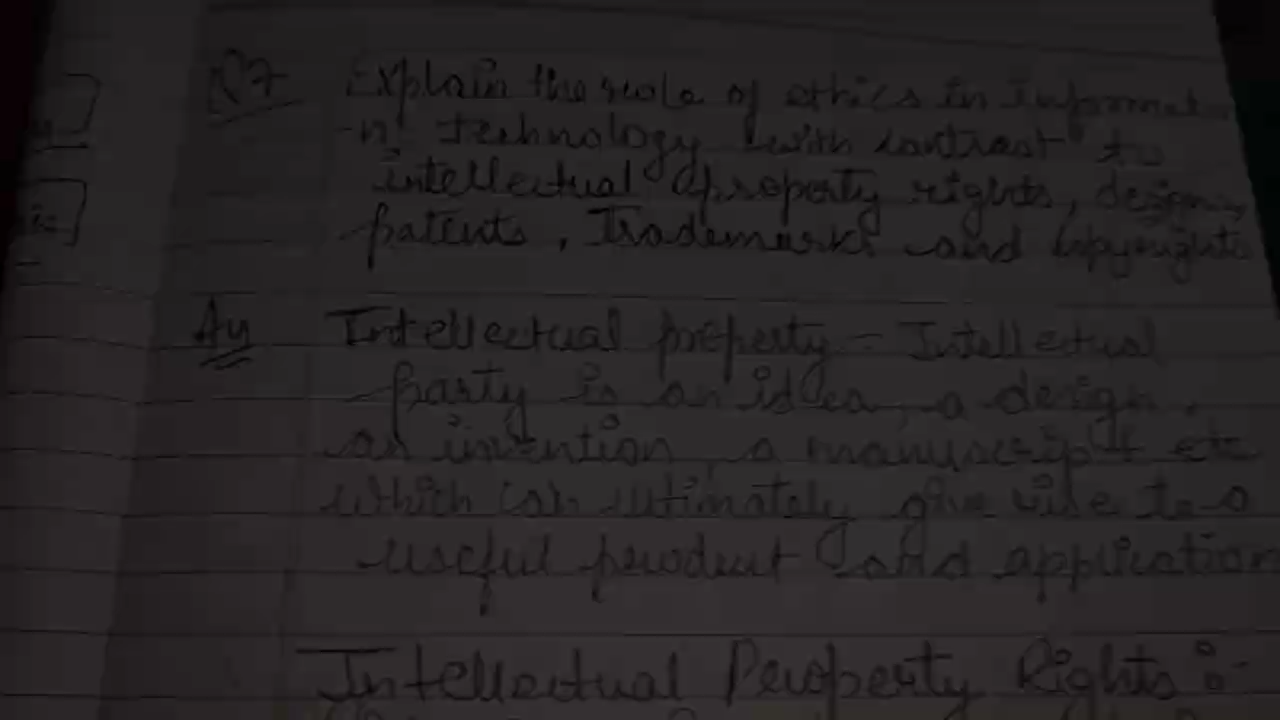 Q7 Explain the role of ethics in Informat
-n Technology with contrast to
intellectual property rights, design,
patents, Trademarks and Copyrights
Ay Intellectual property - Intellectual
party is an idea, a design,
an invention, a manuscript etc
which can ultimately give rise to a
useful product and application
Intellectual Peroperty Rights :-